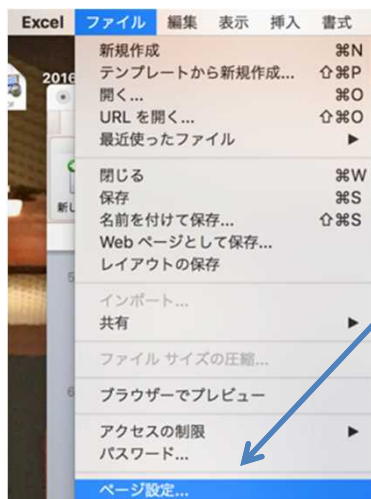 Excel ファイル 編集 表示 挿入 書式
新規作成 ⌘N
テンプレートから新規作成... ⇧⌘P
2016
開く... ⌘O
URL を開く... ⇧⌘O
最近使ったファイル ▶
閉じる ⌘W
保存 ⌘S
新し
名前を付けて保存... ⇧⌘S
Web ページとして保存...
レイアウトの保存
5
インポート...
共有 ▶
ファイル サイズの圧縮...
6
ブラウザーでプレビュー
アクセスの制限 ▶
パスワード...
ページ設定...